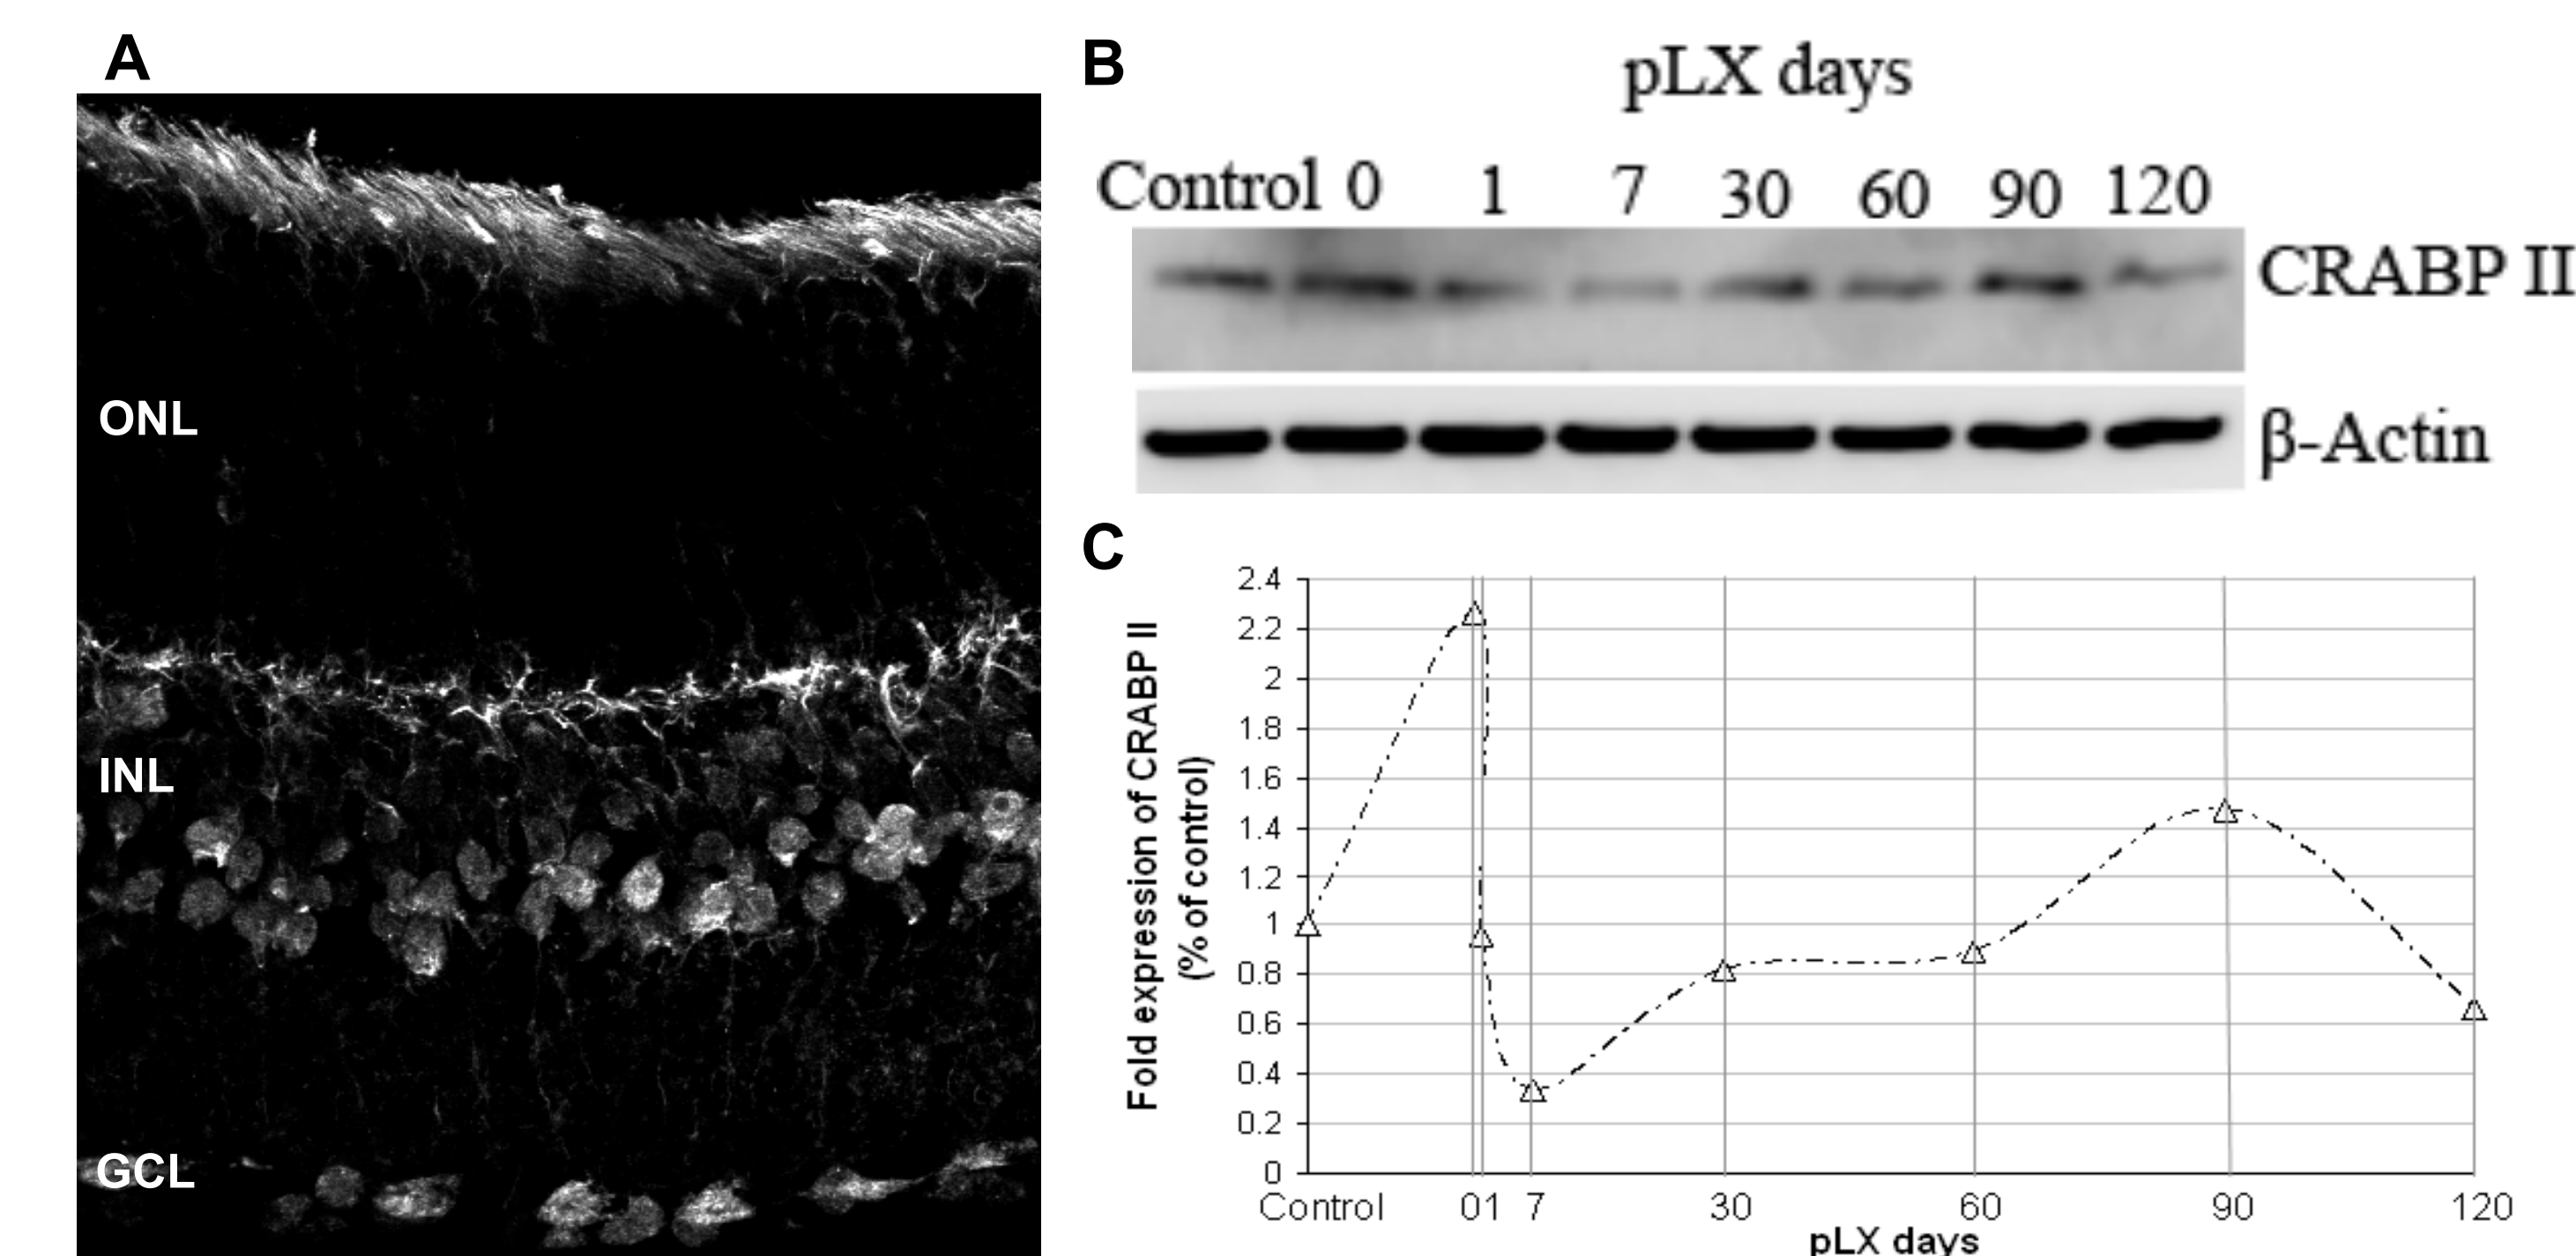 A
ONL
INL
GCL
B
pLX days
Control 0 1 7 30 60 90 120
CRABP II
β-Actin
C
Fold expression of CRABP II
(% of control)
2.4
2.2
2
1.8
1.6
1.4
1.2
1
0.8
0.6
0.4
0.2
0
Control 0 1 7 30 60 90 120
pLX days